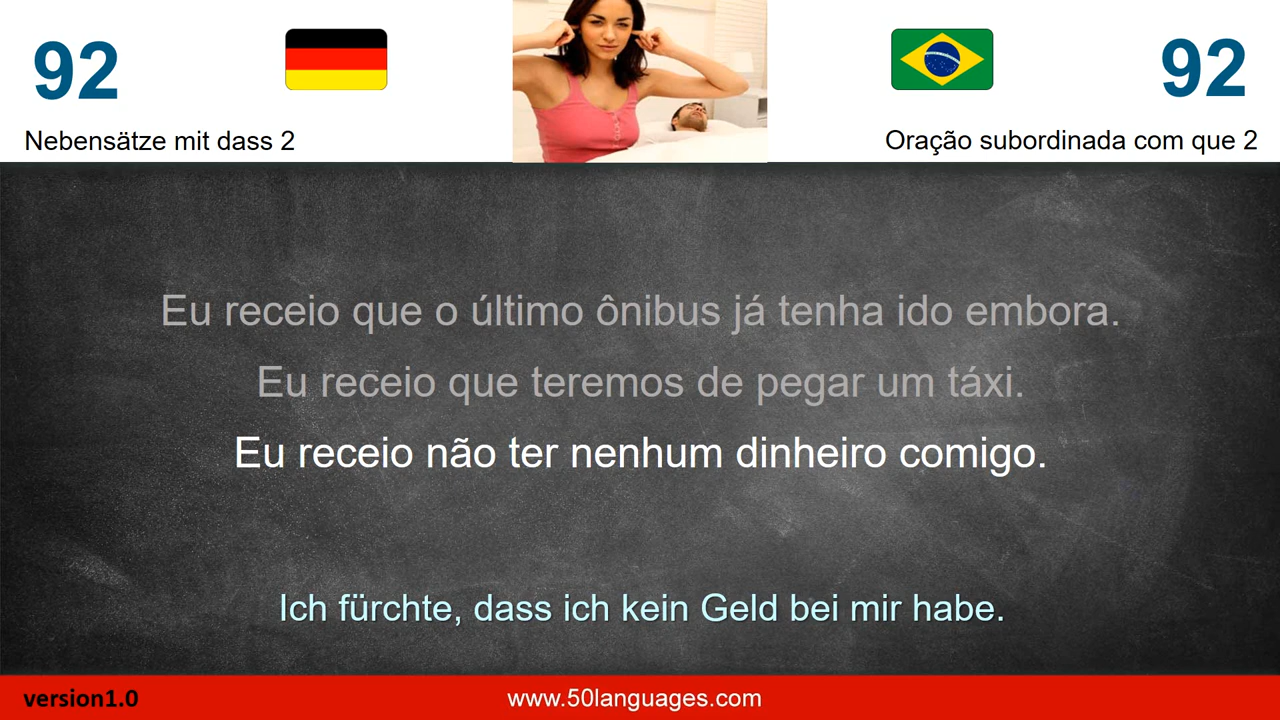 92
92
Nebensätze mit dass 2
Oração subordinada com que 2
Eu receio que o último ônibus já tenha ido embora.
Eu receio que teremos de pegar um táxi.
Eu receio não ter nenhum dinheiro comigo.
Ich fürchte, dass ich kein Geld bei mir habe.
version1.0
www.50languages.com